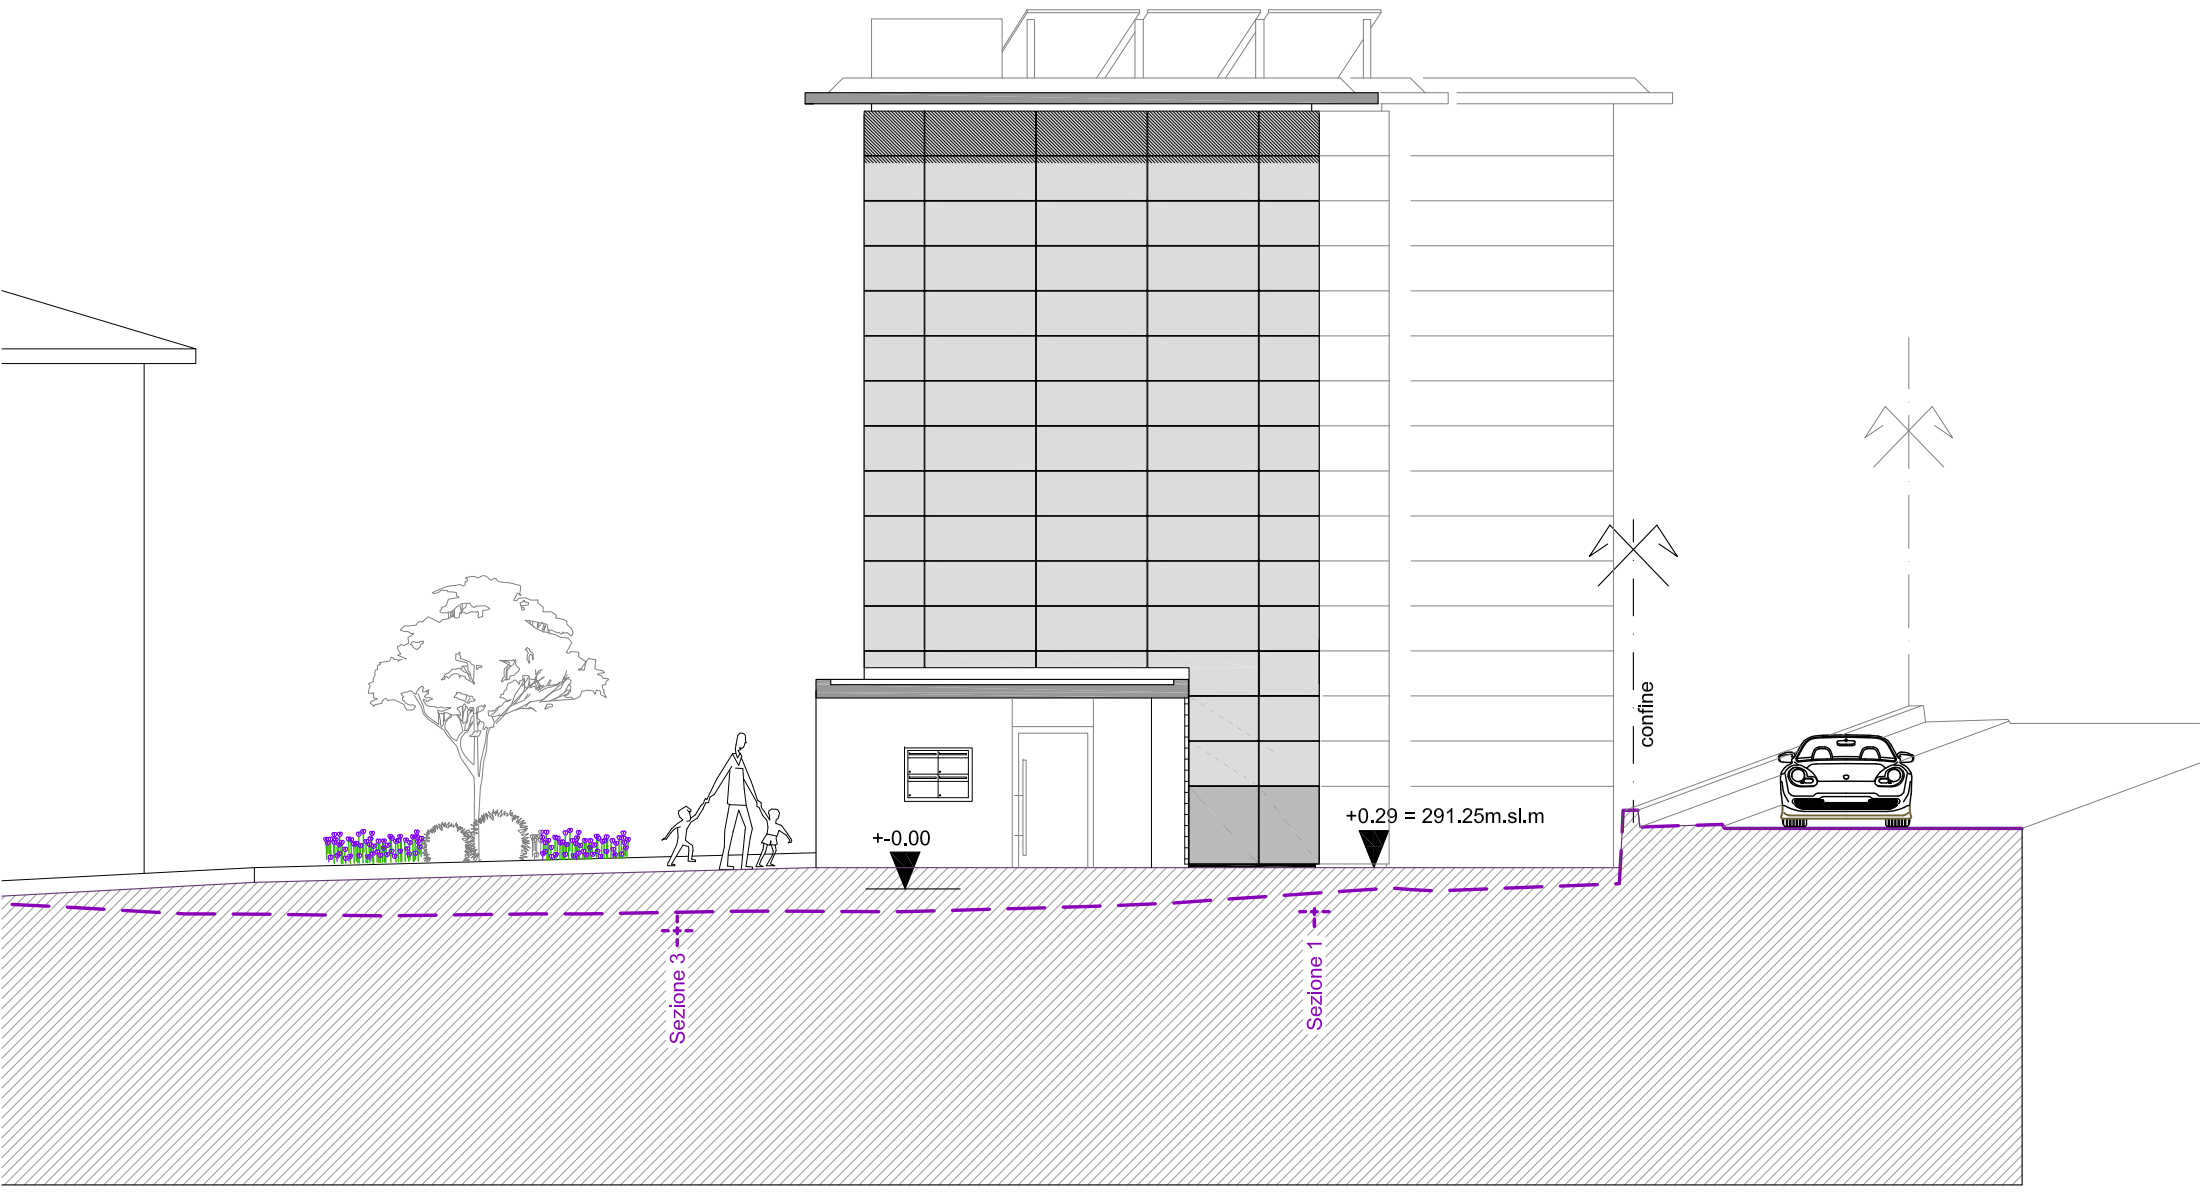 confine
+0.29 = 291.25m.sl.m
+-0.00
Sezione 3
Sezione 1